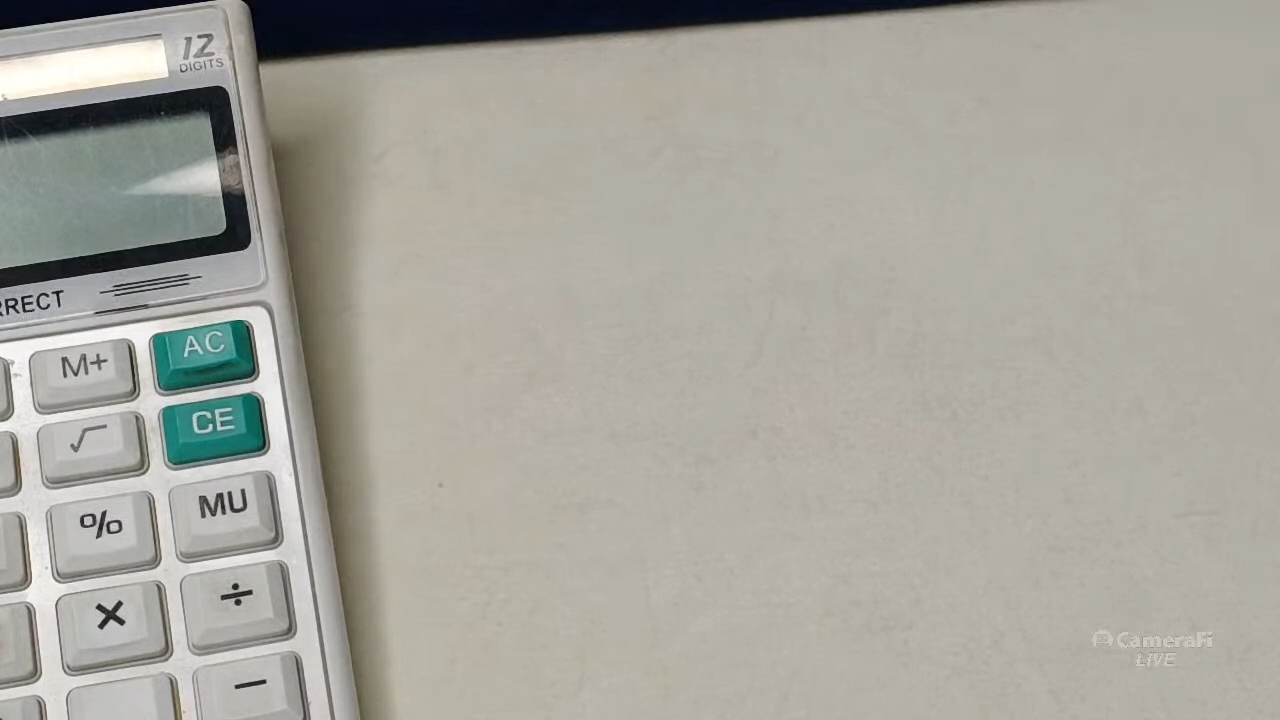 12
DIGITS
RRECT
M+
AC
√
CE
%
MU
×
÷
−
CameraFi
LIVE